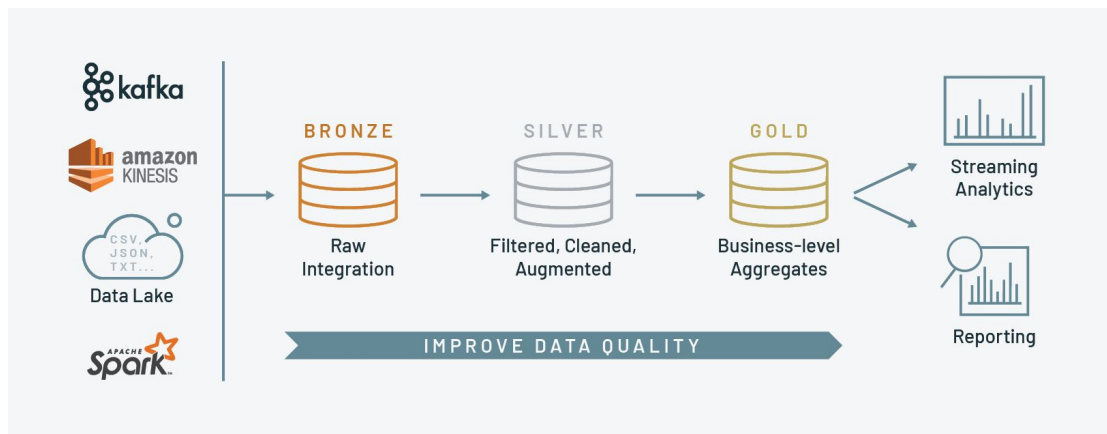 kafka
amazon
KINESIS
CSV,
JSON,
TXT...
Data Lake
APACHE
Spark™
BRONZE
Raw
Integration
SILVER
Filtered, Cleaned,
Augmented
GOLD
Business-level
Aggregates
IMPROVE DATA QUALITY
Streaming
Analytics
Reporting